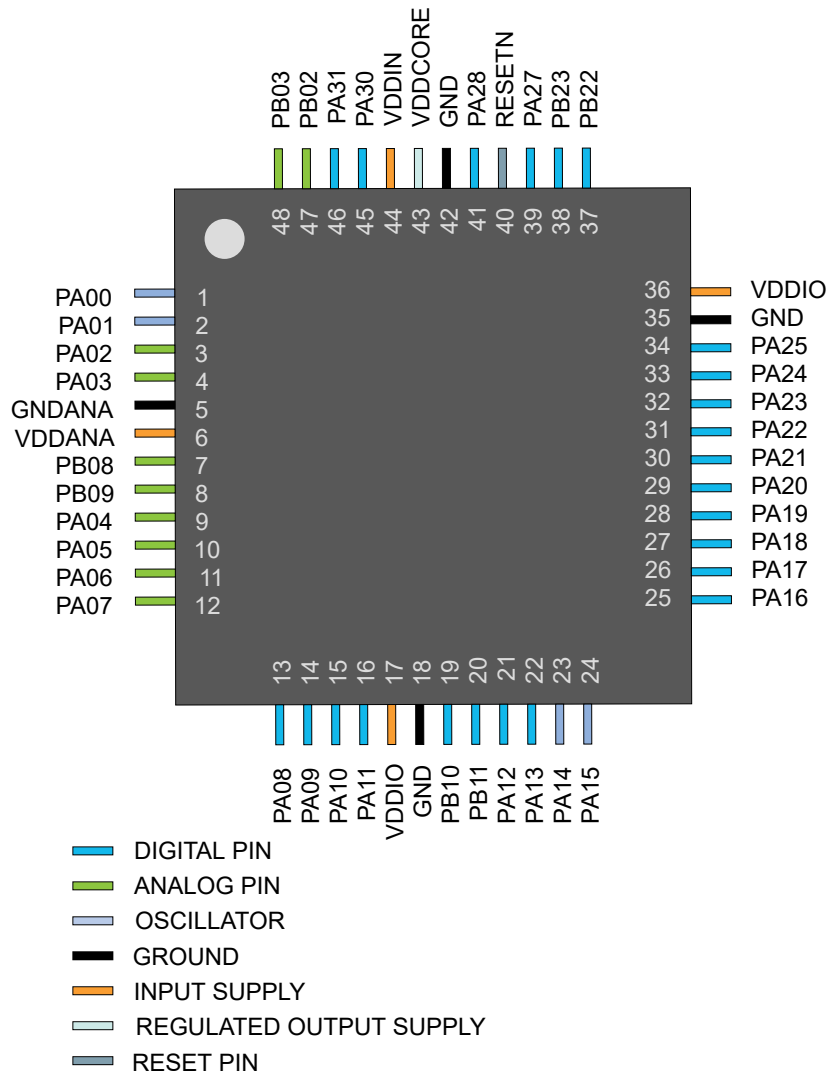 PB03
PB02
PA31
PA30
VDDIN
VDDCORE
GND
PA28
RESETN
PA27
PB23
PB22
48
47
46
45
44
43
42
41
40
39
38
37
PA00 1
PA01 2
PA02 3
PA03 4
GNDANA 5
VDDANA 6
PB08 7
PB09 8
PA04 9
PA05 10
PA06 11
PA07 12
36 VDDIO
35 GND
34 PA25
33 PA24
32 PA23
31 PA22
30 PA21
29 PA20
28 PA19
27 PA18
26 PA17
25 PA16
13
14
15
16
17
18
19
20
21
22
23
24
PA08
PA09
PA10
PA11
VDDIO
GND
PB10
PB11
PA12
PA13
PA14
PA15
DIGITAL PIN
ANALOG PIN
OSCILLATOR
GROUND
INPUT SUPPLY
REGULATED OUTPUT SUPPLY
RESET PIN